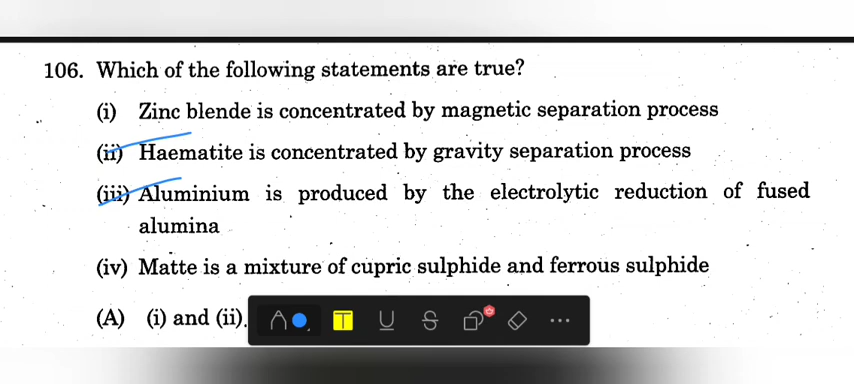 106. Which of the following statements are true?
(i) Zinc blende is concentrated by magnetic separation process
(ii) Haematite is concentrated by gravity separation process
(iii) Aluminium is produced by the electrolytic reduction of fused
alumina
(iv) Matte is a mixture of cupric sulphide and ferrous sulphide
(A) (i) and (ii).
T U S ...